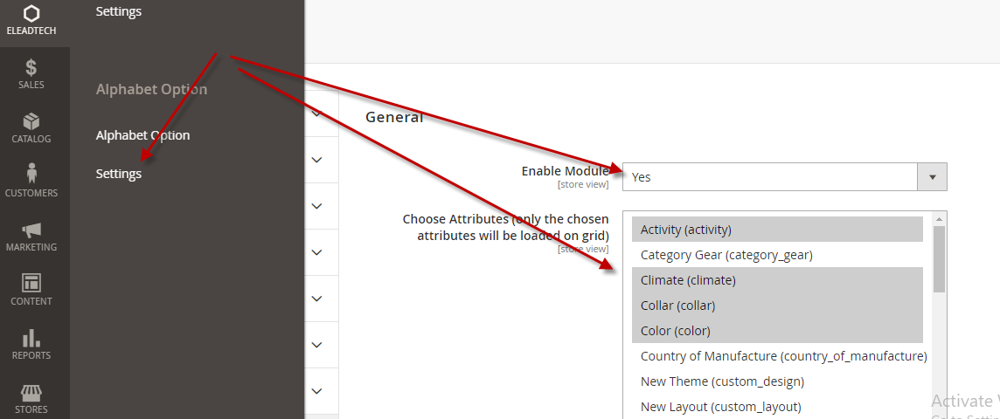 ELEADTECH
SALES
CATALOG
CUSTOMERS
MARKETING
CONTENT
REPORTS
STORES
Settings
Alphabet Option
Alphabet Option
Settings
General
Enable Module
[store view]
Yes
Choose Attributes (only the chosen
attributes will be loaded on grid)
[store view]
Activity (activity)
Category Gear (category_gear)
Climate (climate)
Collar (collar)
Color (color)
Country of Manufacture (country_of_manufacture)
New Theme (custom_design)
New Layout (custom_layout)
Activate